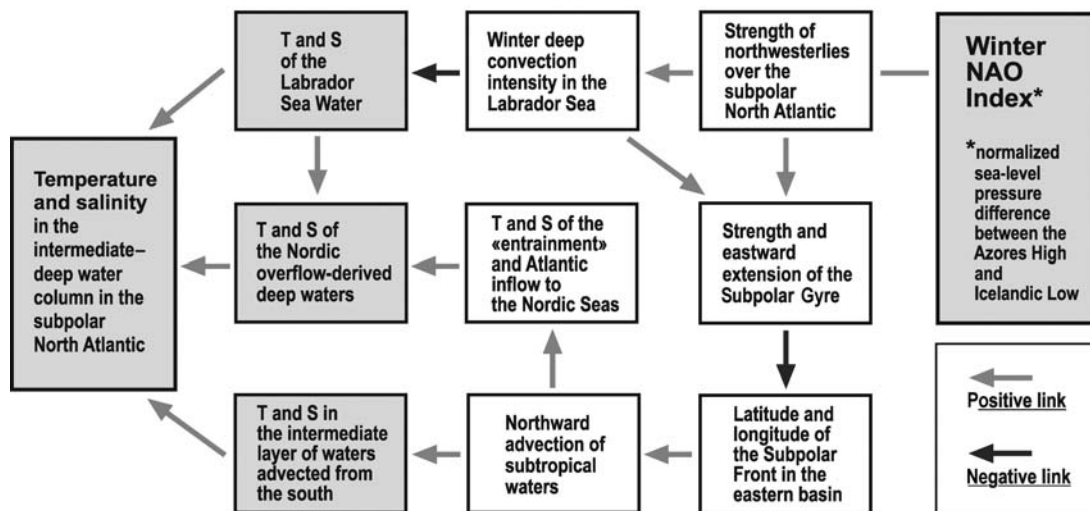 T and S
of the
Labrador
Sea Water
Winter deep
convection
intensity in the
Labrador Sea
Strength of
northwesterlies
over the
subpolar
North Atlantic
Winter
NAO
Index*
*normalized
sea-level
pressure
difference
between the
Azores High
and
Icelandic Low
Temperature
and salinity
in the
intermediate–
deep water
column in the
subpolar
North Atlantic
T and S of
the Nordic
overflow-derived
deep waters
T and S of the
«entrainment»
and Atlantic
inflow to
the Nordic Seas
Strength and
eastward
extension of the
Subpolar Gyre
T and S in
the intermediate
layer of waters
advected from
the south
Northward
advection of
subtropical
waters
Latitude and
longitude of
the Subpolar
Front in the
eastern basin
Positive link
Negative link